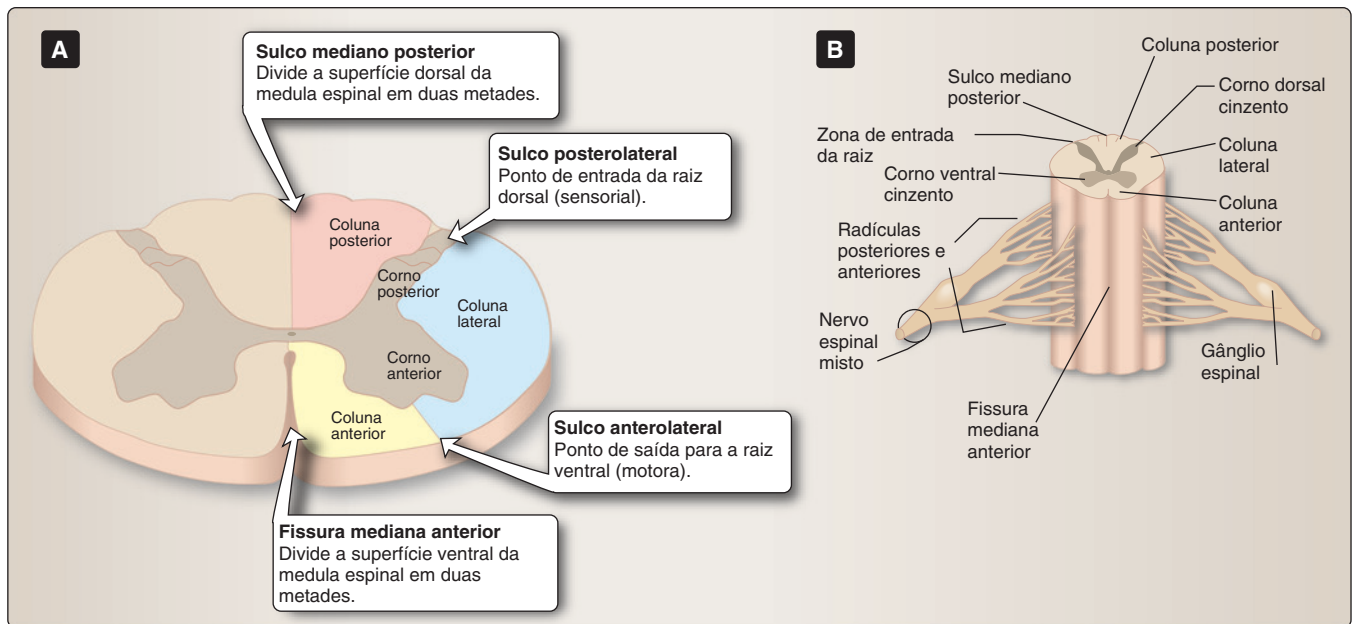 A
Sulco mediano posterior
Divide a superfície dorsal da
medula espinal em duas metades.
Sulco posterolateral
Ponto de entrada da raiz
dorsal (sensorial).
Coluna
posterior
Corno
posterior
Coluna
lateral
Corno
anterior
Coluna
anterior
Sulco anterolateral
Ponto de saída para a raiz
ventral (motora).
Fissura mediana anterior
Divide a superfície ventral da
medula espinal em duas
metades.
B
Coluna posterior
Sulco mediano
posterior
Corno dorsal
cinzento
Zona de entrada
da raiz
Coluna
lateral
Corno ventral
cinzento
Coluna
anterior
Radículas
posteriores e
anteriores
Nervo
espinal
misto
Gânglio
espinal
Fissura
mediana
anterior